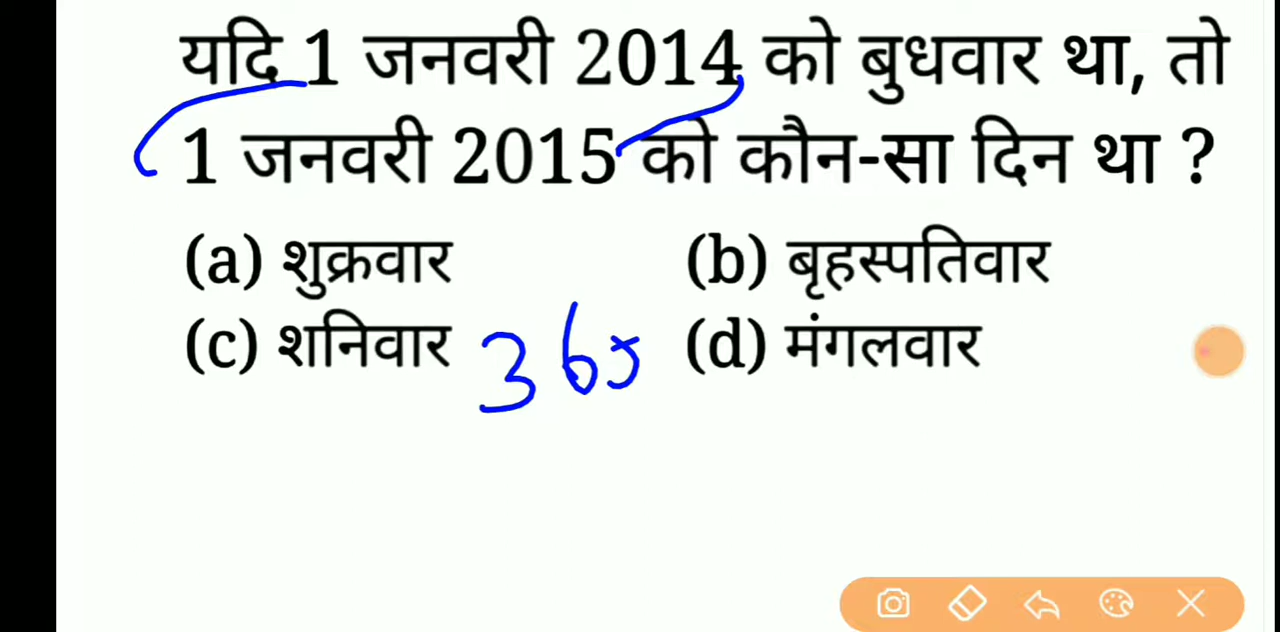 यदि 1 जनवरी 2014 को बुधवार था, तो
1 जनवरी 2015 को कौन-सा दिन था ?
(a) शुक्रवार (b) बृहस्पतिवार
(c) शनिवार 365 (d) मंगलवार